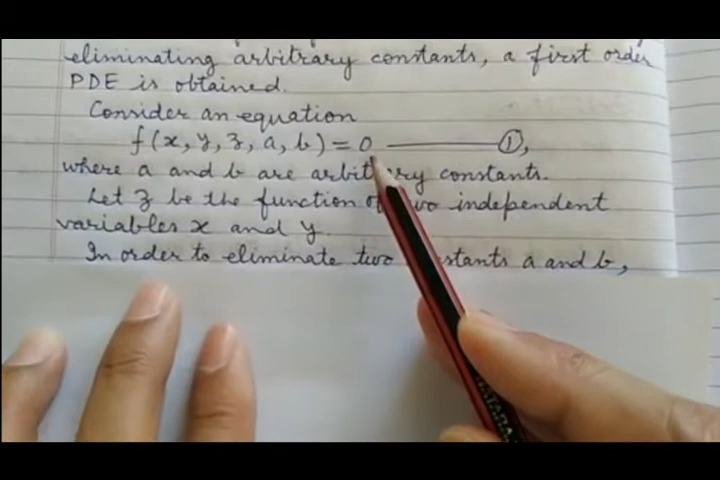 eliminating arbitrary constants, a first order
PDE is obtained.
Consider an equation
f(x, y, z, a, b) = 0 ——— ①,
where a and b are arbitrary constants.
Let z be the function of two independent
variables x and y.
In order to eliminate two a and b,